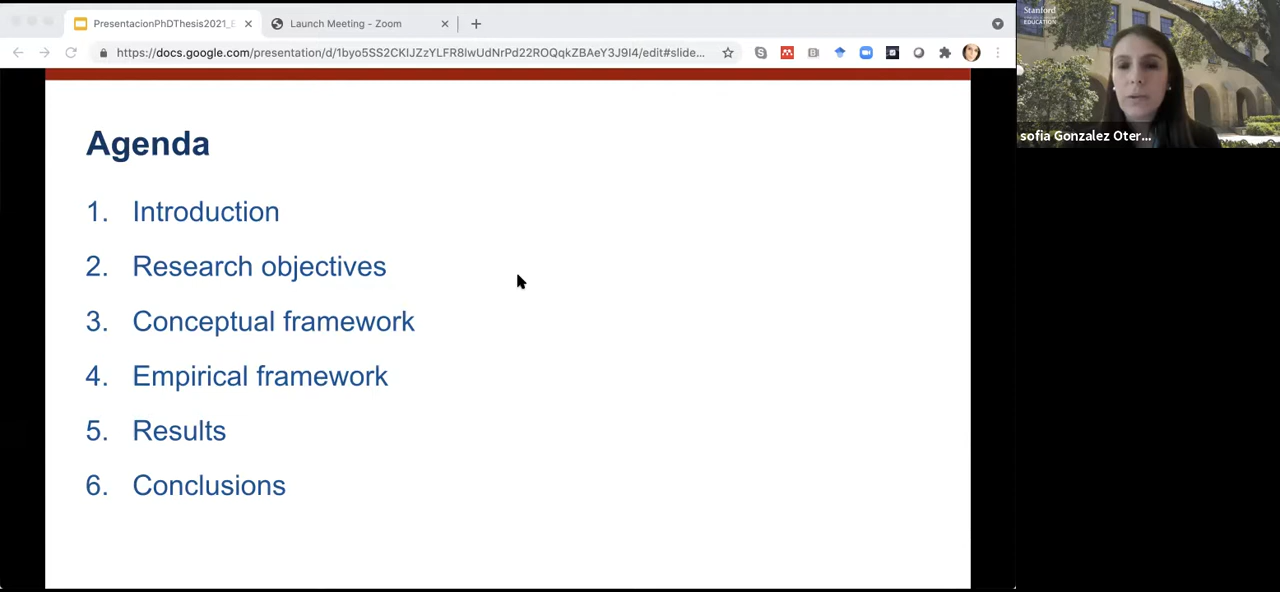 PresentacionPhDThesis2021_E
Launch Meeting - Zoom
https://docs.google.com/presentation/d/1byo5SS2CKIJZzYLFR8lwUdNrPd22ROQqkZBAeY3J9I4/edit#slide...
Stanford
EDUCATION
sofia Gonzalez Oter...
Agenda
1. Introduction
2. Research objectives
3. Conceptual framework
4. Empirical framework
5. Results
6. Conclusions